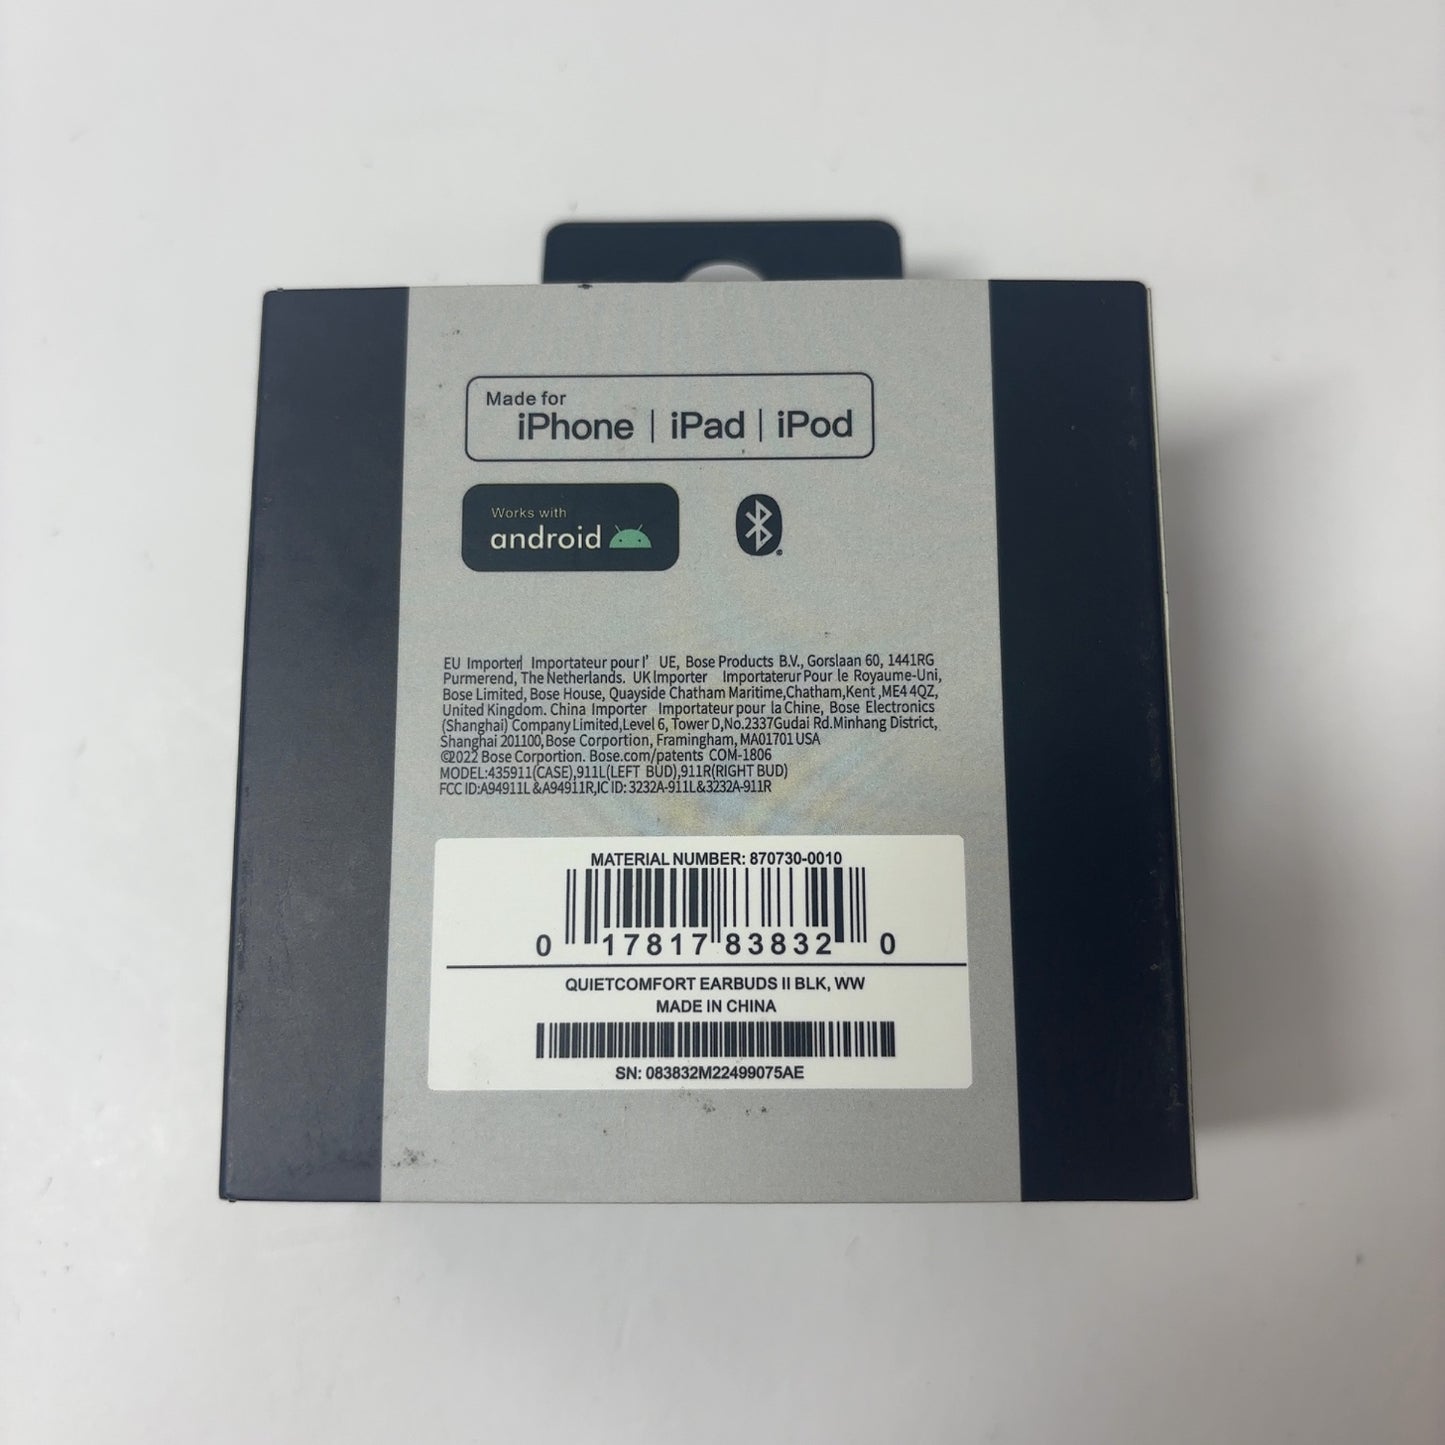 Made for
iPhone | iPad | iPod
Works with
android
EU Importer| Importateur pour l' UE, Bose Products B.V., Gorslaan 60, 1441RG
Purmerend, The Netherlands. UK Importer Importaterur Pour le Royaume-Uni,
Bose Limited, Bose House, Quayside Chatham Maritime,Chatham,Kent ,ME4 4QZ,
United Kingdom. China Importer Importateur pour la Chine, Bose Electronics
(Shanghai) Company Limited,Level 6, Tower D,No.2337Gudai Rd.Minhang District,
Shanghai 201100,Bose Corportion, Framingham, MA01701 USA
©2022 Bose Corportion. Bose.com/patents COM-1806
MODEL:435911(CASE),911L(LEFT BUD),911R(RIGHT BUD)
FCC ID:A94911L &A94911R,IC ID: 3232A-911L&3232A-911R
MATERIAL NUMBER: 870730-0010
0 17817 83832 0
QUIETCOMFORT EARBUDS II BLK, WW
MADE IN CHINA
SN: 083832M22499075AE